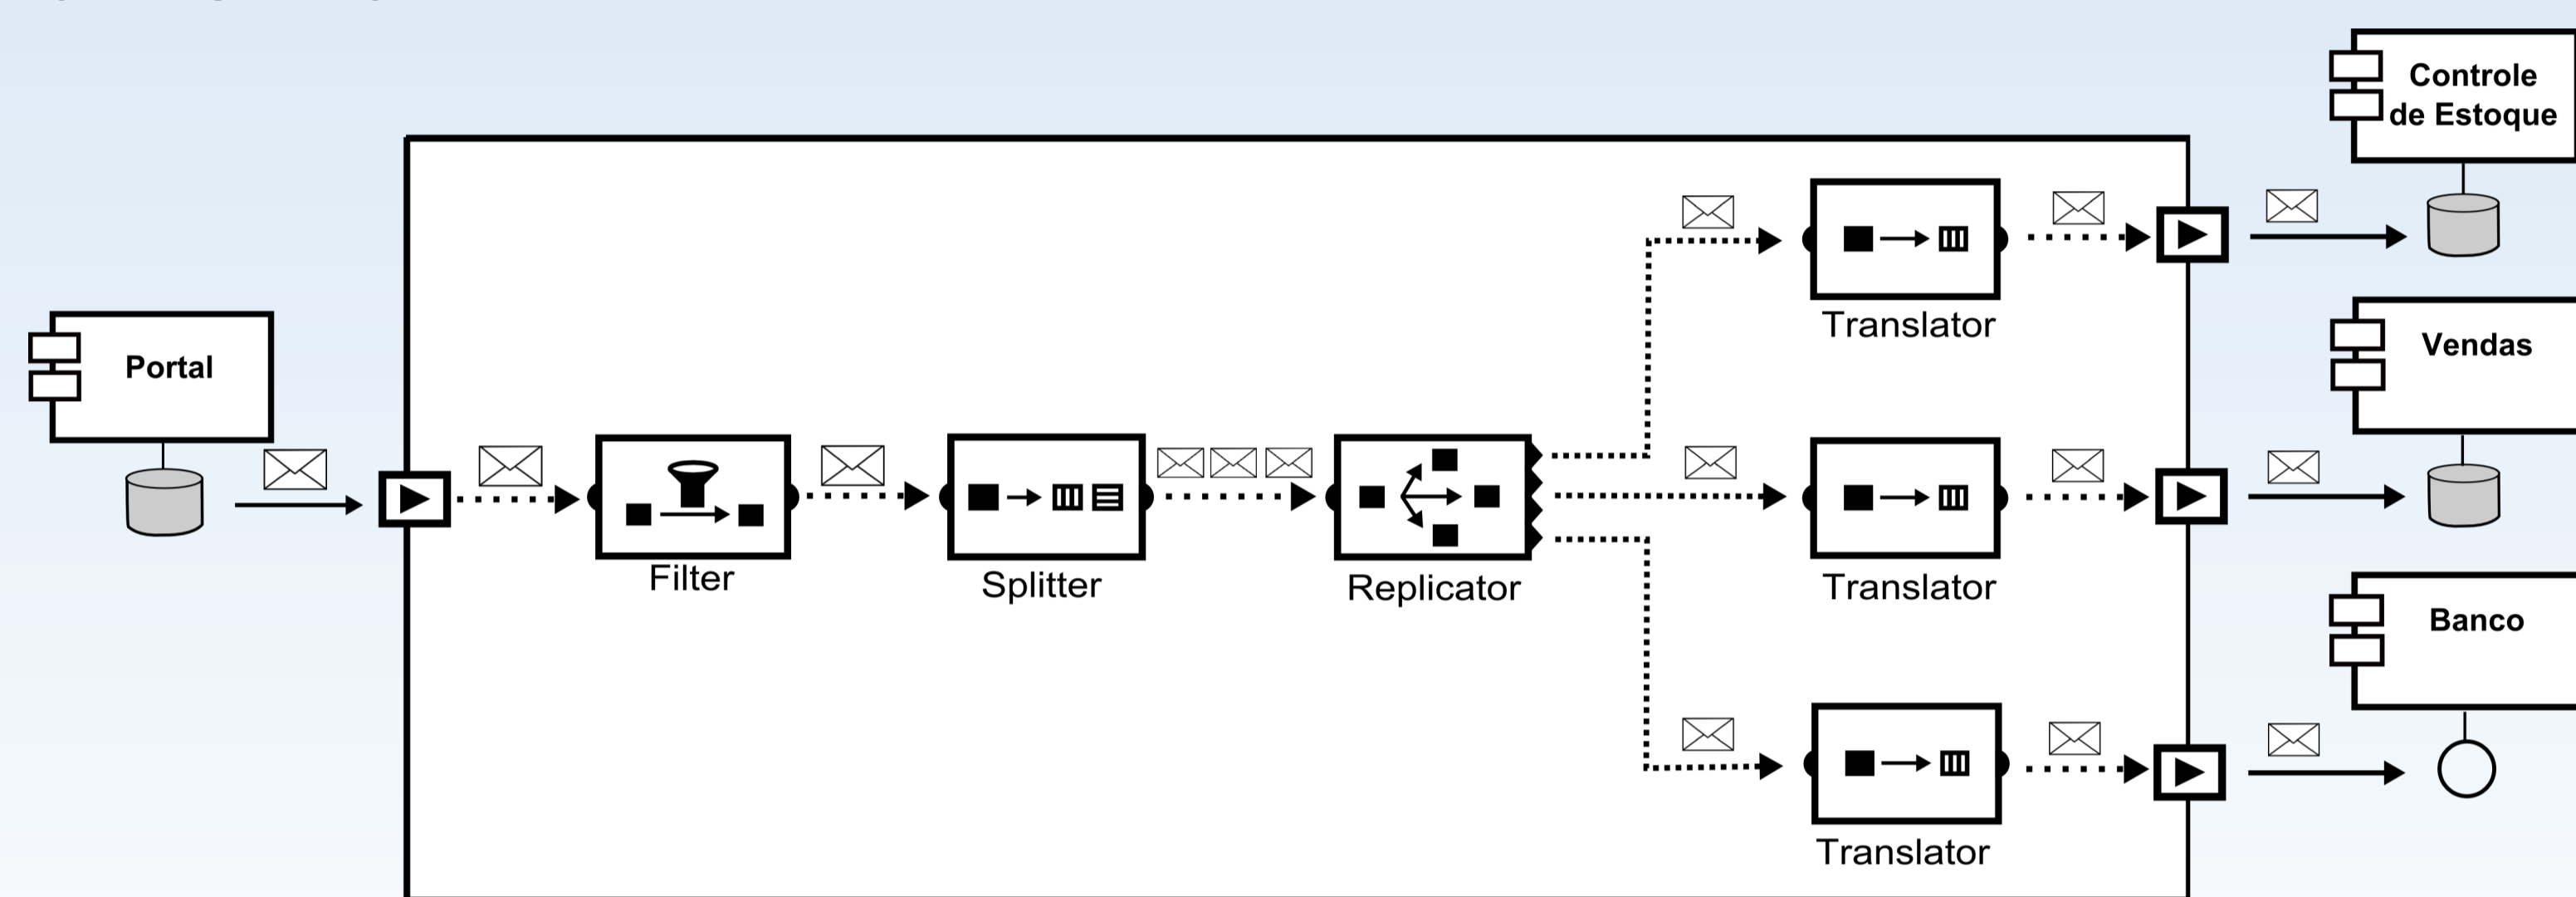 Controle
de Estoque
Portal
Vendas
Translator
Filter
Splitter
Replicator
Translator
Banco
Translator